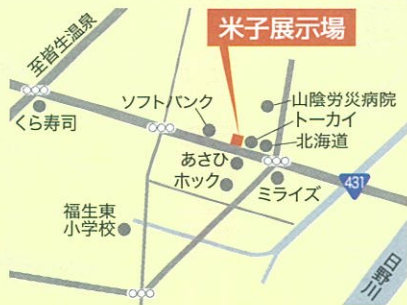 米子展示場
至皆生温泉
ソフトバンク
山陰労災病院
トーカイ
北海道
くら寿司
あさひ
ホック
ミライズ
431
福生東
小学校
日野川